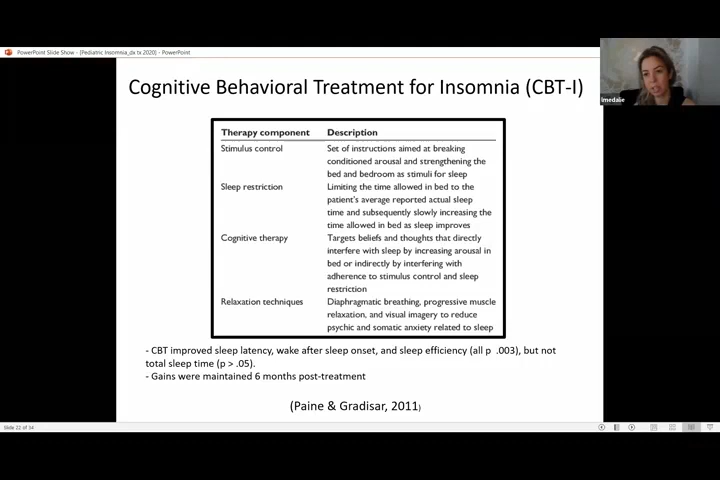 PowerPoint Slide Show - [Pediatric Insomnia_dx tx 2020] - PowerPoint
Cognitive Behavioral Treatment for Insomnia (CBT-I)
Therapy component Description
Stimulus control Set of instructions aimed at breaking
conditioned arousal and strengthening the
bed and bedroom as stimuli for sleep
Sleep restriction Limiting the time allowed in bed to the
patient's average reported actual sleep
time and subsequently slowly increasing the
time allowed in bed as sleep improves
Cognitive therapy Targets beliefs and thoughts that directly
interfere with sleep by increasing arousal in
bed or indirectly by interfering with
adherence to stimulus control and sleep
restriction
Relaxation techniques Diaphragmatic breathing, progressive muscle
relaxation, and visual imagery to reduce
psychic and somatic anxiety related to sleep
- CBT improved sleep latency, wake after sleep onset, and sleep efficiency (all p .003), but not
total sleep time (p > .05).
- Gains were maintained 6 months post-treatment
(Paine & Gradisar, 2011)
Slide 22 of 34
imedalie